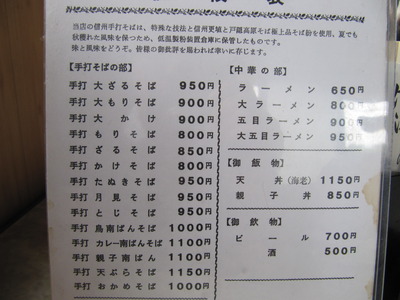 当店の信州手打そばは、特殊な技法と信州更埴と戸隠高原そば極上品そば粉を使用、夏でも
秋穫れた風味を保つため、低温製粉装置倉庫に保管したものです。
味と風味をどうぞ。皆様の御批評を賜われば幸いに存じます。
【手打そばの部】
手打 大ざるそば 950円
手打 大もりそば 900円
手打 大かけ 900円
手打 もりそば 800円
手打 ざるそば 850円
手打 かけそば 800円
手打 たぬきそば 950円
手打 月見そば 950円
手打 とじそば 950円
手打 鳥南ばんそば 1000円
手打 カレー南ばんそば 1100円
手打 親子南ばん 1100円
手打 天ぷらそば 1150円
手打 おかめそば 1000円
【中華の部】
ラーメン 650円
大ラーメン 800円
五目ラーメン 900円
大五目ラーメン 950円
【御飯物】
天丼(海老) 1150円
親子丼 850円
【御飲物】
ビール 700円
酒 500円